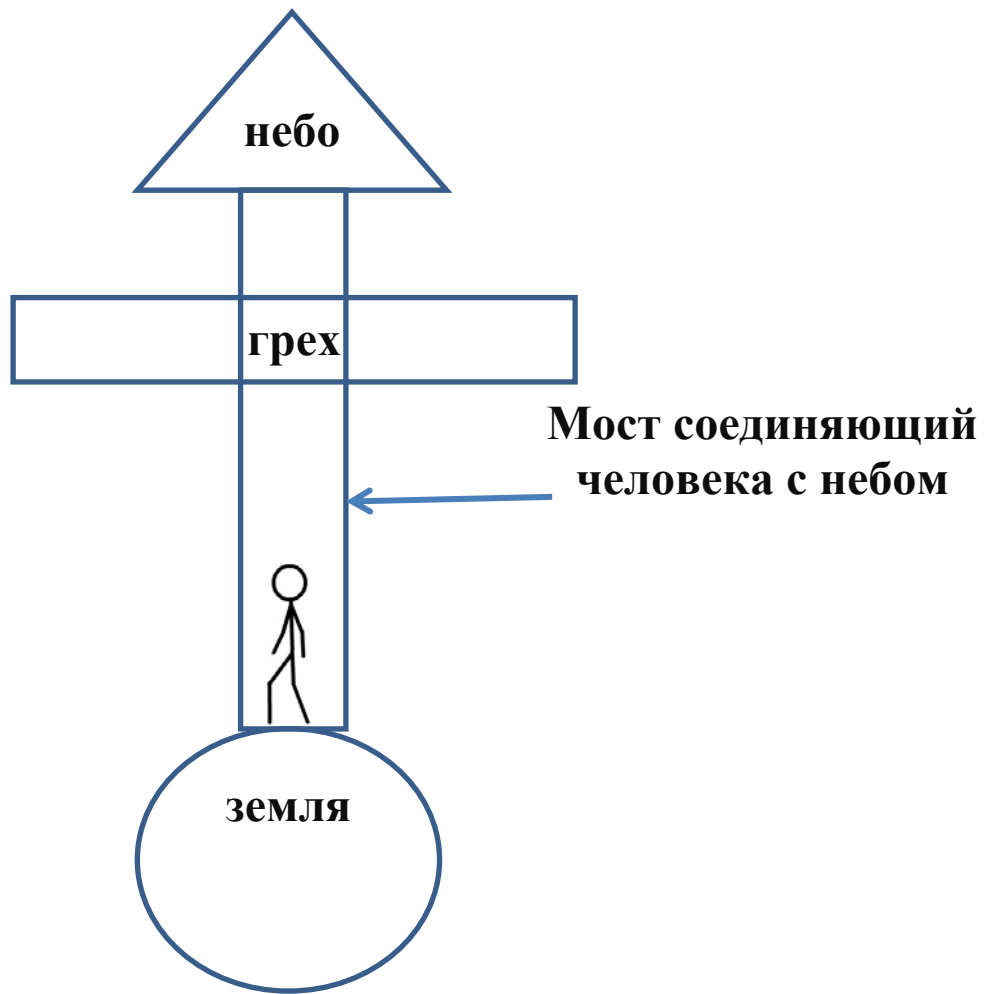 небо
грех
Мост соединяющий
человека с небом
земля